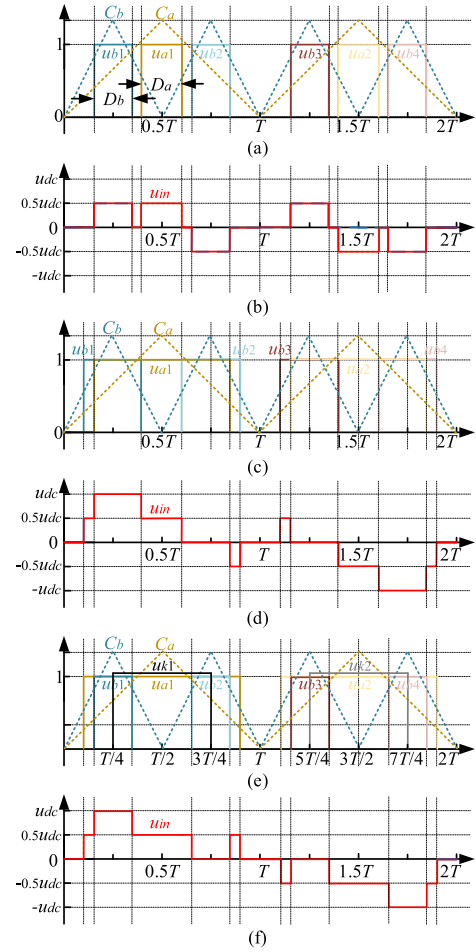 Cb Ca
1 ub1 ua1 ub2 ub3 ua2 ub4
Da
Db
0 0.5T T 1.5T 2T
(a)
udc
0.5udc uin
0 0.5T T 1.5T 2T
-0.5udc
-udc
(b)
Cb Ca
ub1 ub2 ub3 ub4
1 ua1 ua2
0 0.5T T 1.5T 2T
(c)
udc
0.5udc uin
0 0.5T T 1.5T 2T
-0.5udc
-udc
(d)
Cb Ca
uk1 uk2
1 ub1 ua1 ub2 ub3 ua2 ub4
0 T/4 T/2 3T/4 T 5T/4 3T/2 7T/4 2T
(e)
udc
0.5udc uin
0 0.5T T 1.5T 2T
-0.5udc
-udc
(f)